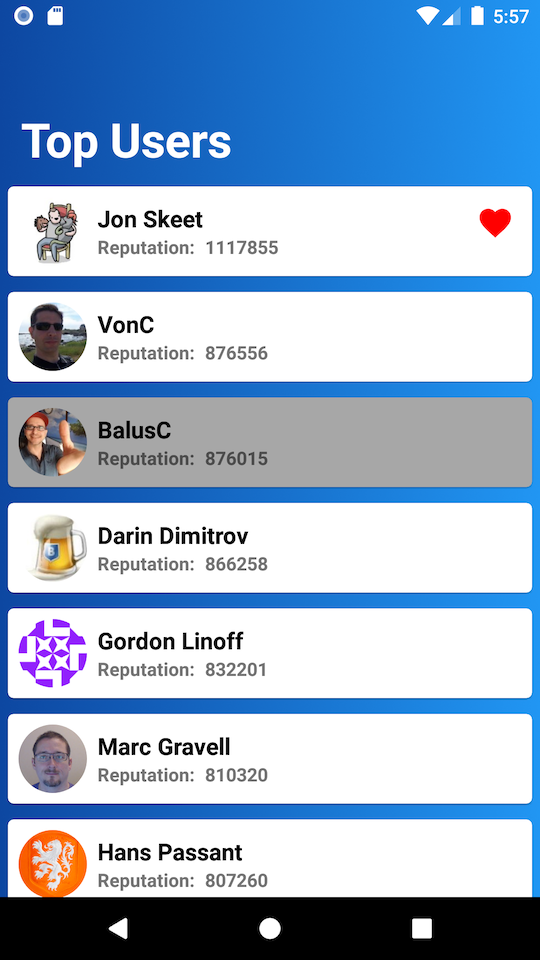 5:57
Top Users
Jon Skeet
Reputation: 1117855
VonC
Reputation: 876556
BalusC
Reputation: 876015
B
Darin Dimitrov
Reputation: 866258
Gordon Linoff
Reputation: 832201
Marc Gravell
Reputation: 810320
Hans Passant
Reputation: 807260